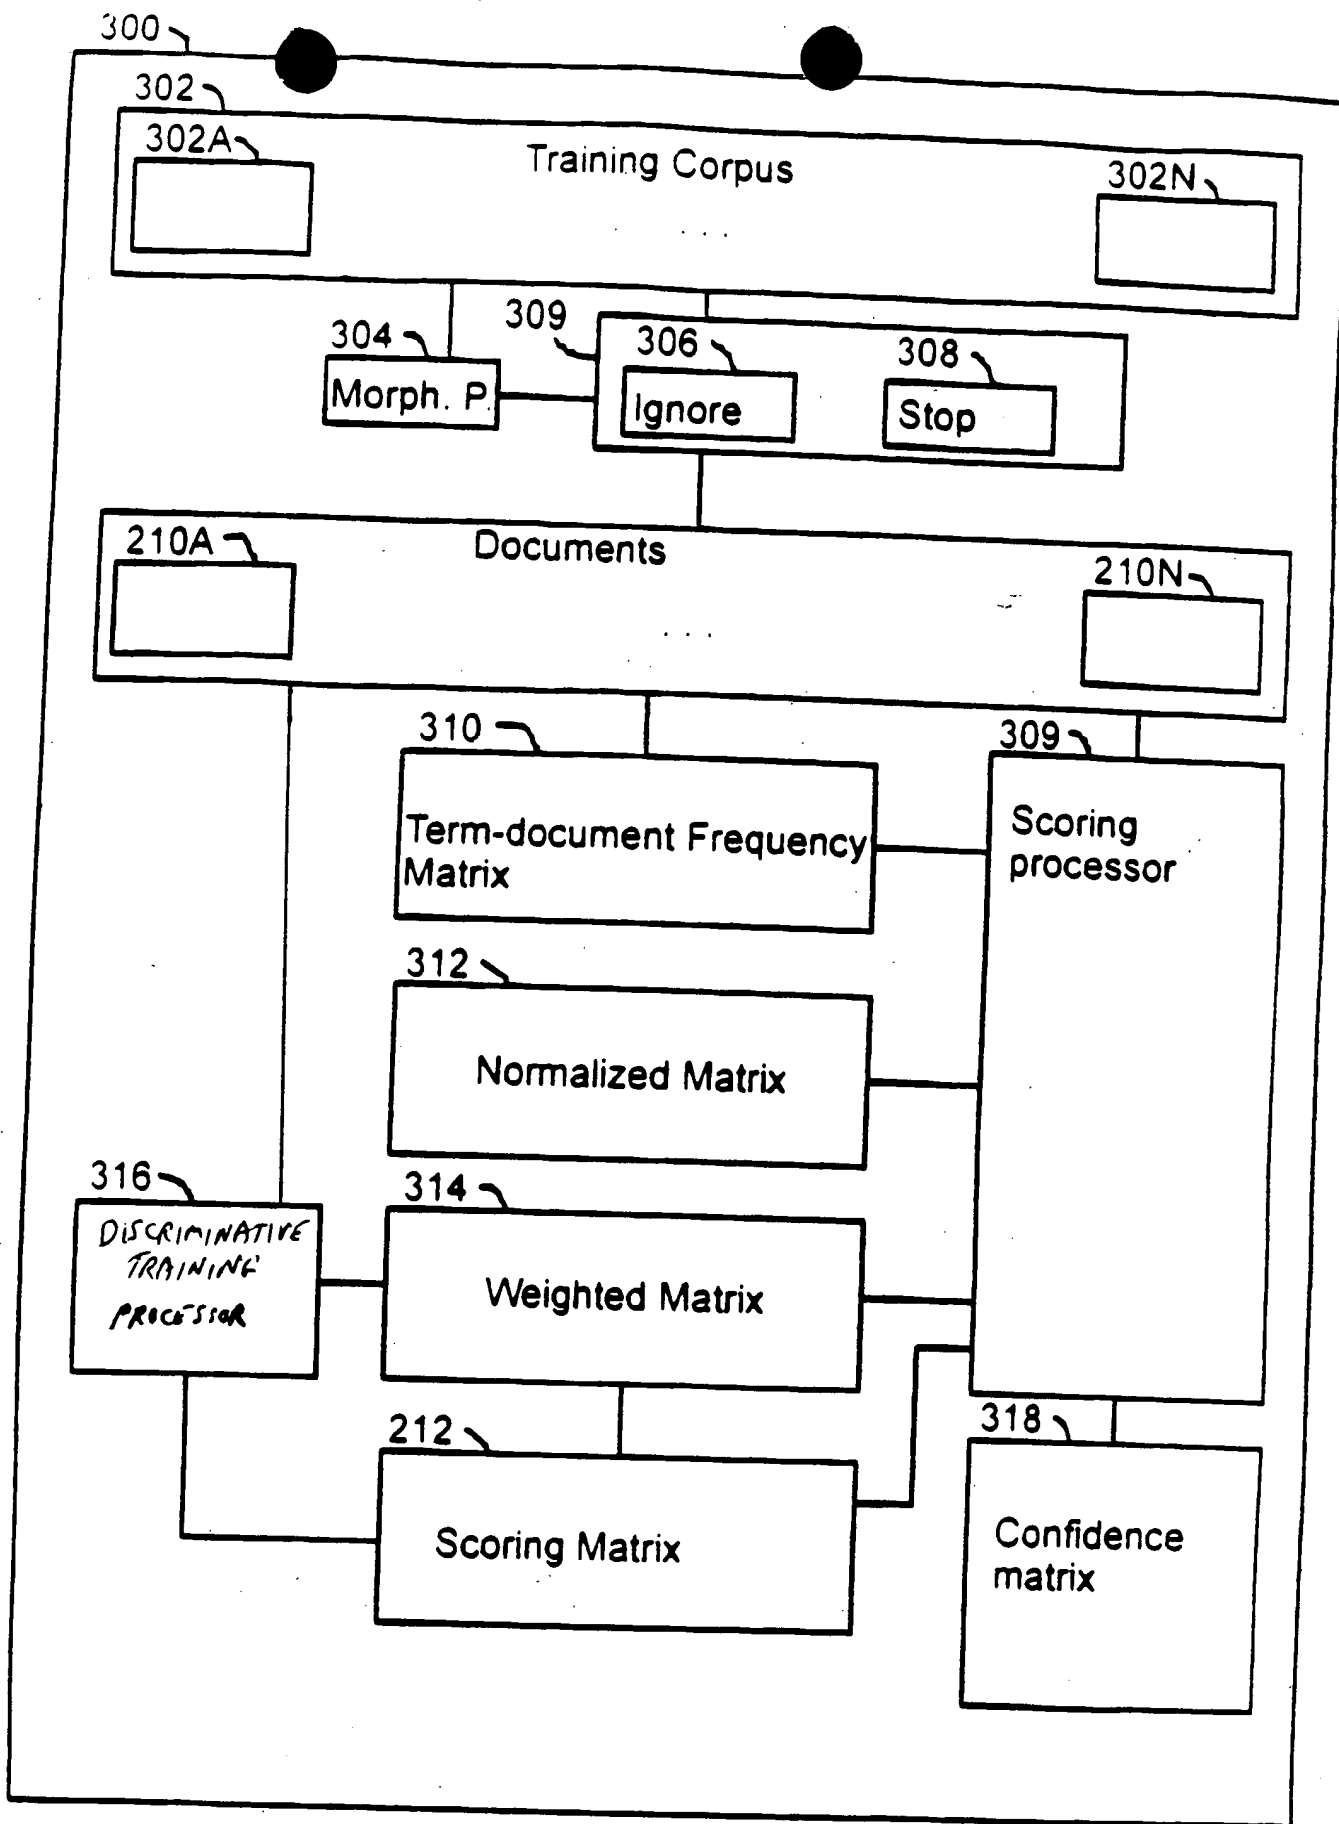 300
302
302A
Training Corpus
302N
. . .
304
309
306
308
Morph. P.
Ignore
Stop
210A
Documents
210N
. . .
310
309
Term-document Frequency
Matrix
Scoring
processor
312
Normalized Matrix
316
314
DISCRIMINATIVE
TRAINING
PROCESSOR
Weighted Matrix
212
318
Scoring Matrix
Confidence
matrix